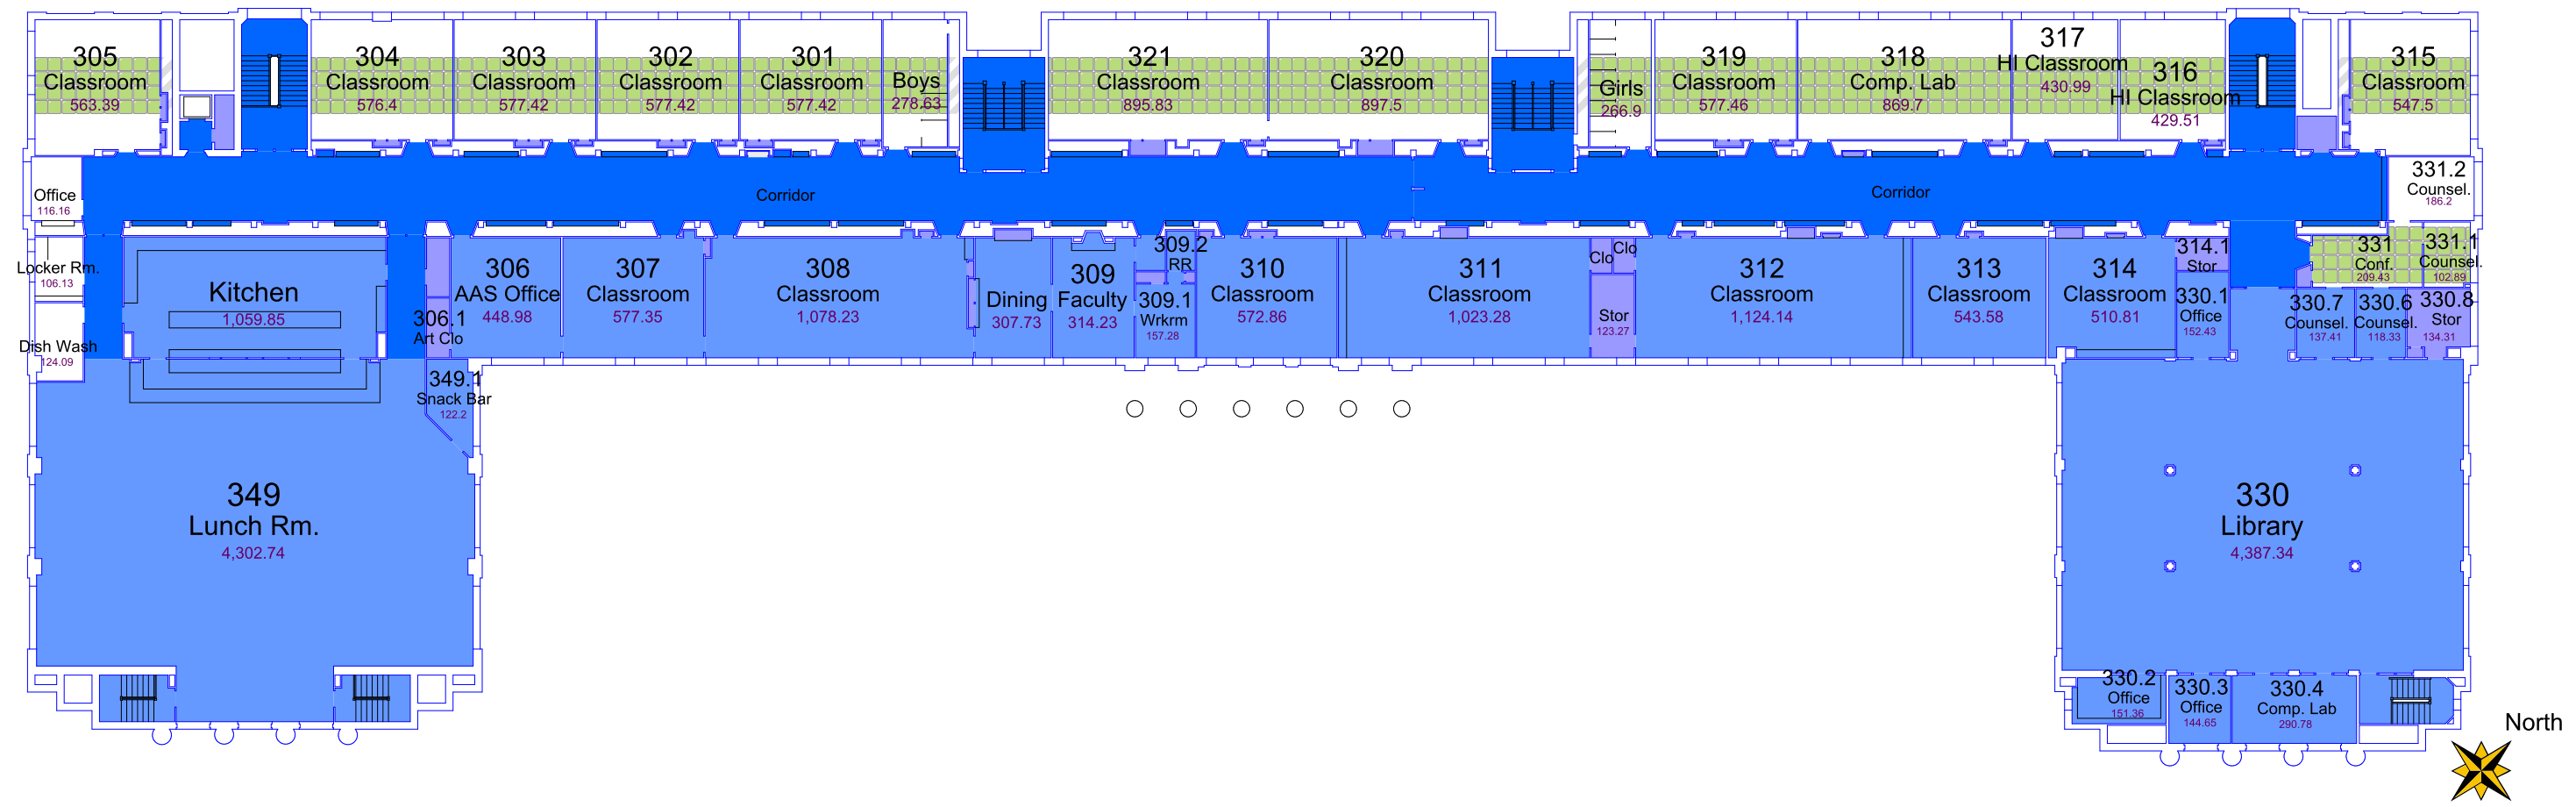 305
Classroom
563.39
304
Classroom
576.4
303
Classroom
577.42
302
Classroom
577.42
301
Classroom
577.42
Boys
278.63
321
Classroom
895.83
320
Classroom
897.5
Girls
266.9
319
Classroom
577.46
318
Comp. Lab
869.7
317
HI Classroom
430.99
316
HI Classroom
429.51
315
Classroom
547.5
Office
116.16
Corridor
Corridor
331.2
Counsel.
186.2
Locker Rm.
106.13
Dish Wash
124.09
Kitchen
1,059.85
306.1
Art Clo
306
AAS Office
448.98
307
Classroom
577.35
308
Classroom
1,078.23
Dining
307.73
309
Faculty
314.23
309.2
RR
309.1
Wrkrm
157.28
310
Classroom
572.86
311
Classroom
1,023.28
Clo
Clo
Stor
123.27
312
Classroom
1,124.14
313
Classroom
543.58
314
Classroom
510.81
314.1
Stor
330.1
Office
152.43
331
Conf.
209.43
331.1
Counsel.
102.89
330.7
Counsel.
137.41
330.6
Counsel.
118.33
330.8
Stor
134.31
349.1
Snack Bar
122.2
349
Lunch Rm.
4,302.74
330
Library
4,387.34
330.2
Office
151.36
330.3
Office
144.65
330.4
Comp. Lab
290.78
North